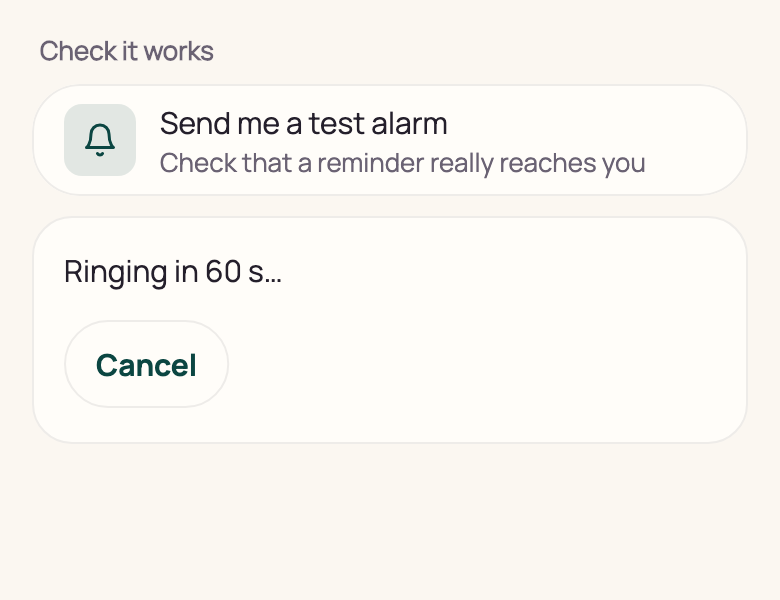 Check it works
Send me a test alarm
Check that a reminder really reaches you
Ringing in 60 s…
Cancel